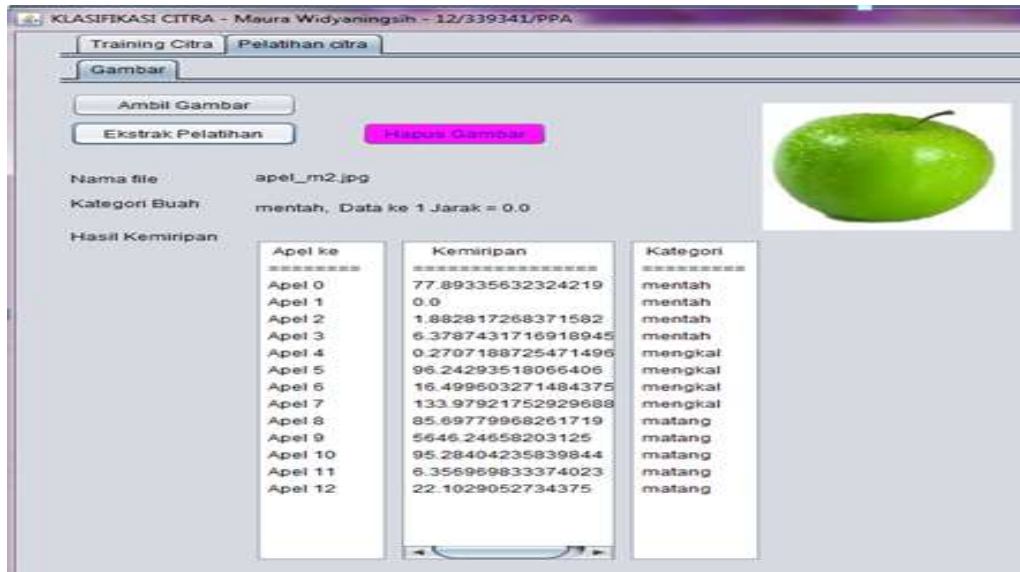 KLASIFIKASI CITRA - Maura Widyaningsih - 12/339341/PPA
Training Citra Pelatihan citra
Gambar
Ambil Gambar
Ekstrak Pelatihan Hapus Gambar
Nama file apel_m2.jpg
Kategori Buah mentah, Data ke 1 Jarak = 0.0
Hasil Kemiripan
Apel ke Kemiripan Kategori
======== ================ =========
Apel 0 77.89335632324219 mentah
Apel 1 0.0 mentah
Apel 2 1.882817268371582 mentah
Apel 3 6.3787431716918945 mentah
Apel 4 0.2707188725471496 mengkal
Apel 5 96.24293518066406 mengkal
Apel 6 16.499603271484375 mengkal
Apel 7 133.97921752929688 mengkal
Apel 8 85.69779968261719 matang
Apel 9 5646.24658203125 matang
Apel 10 95.28404235839844 matang
Apel 11 6.356969833374023 matang
Apel 12 22.1029052734375 matang